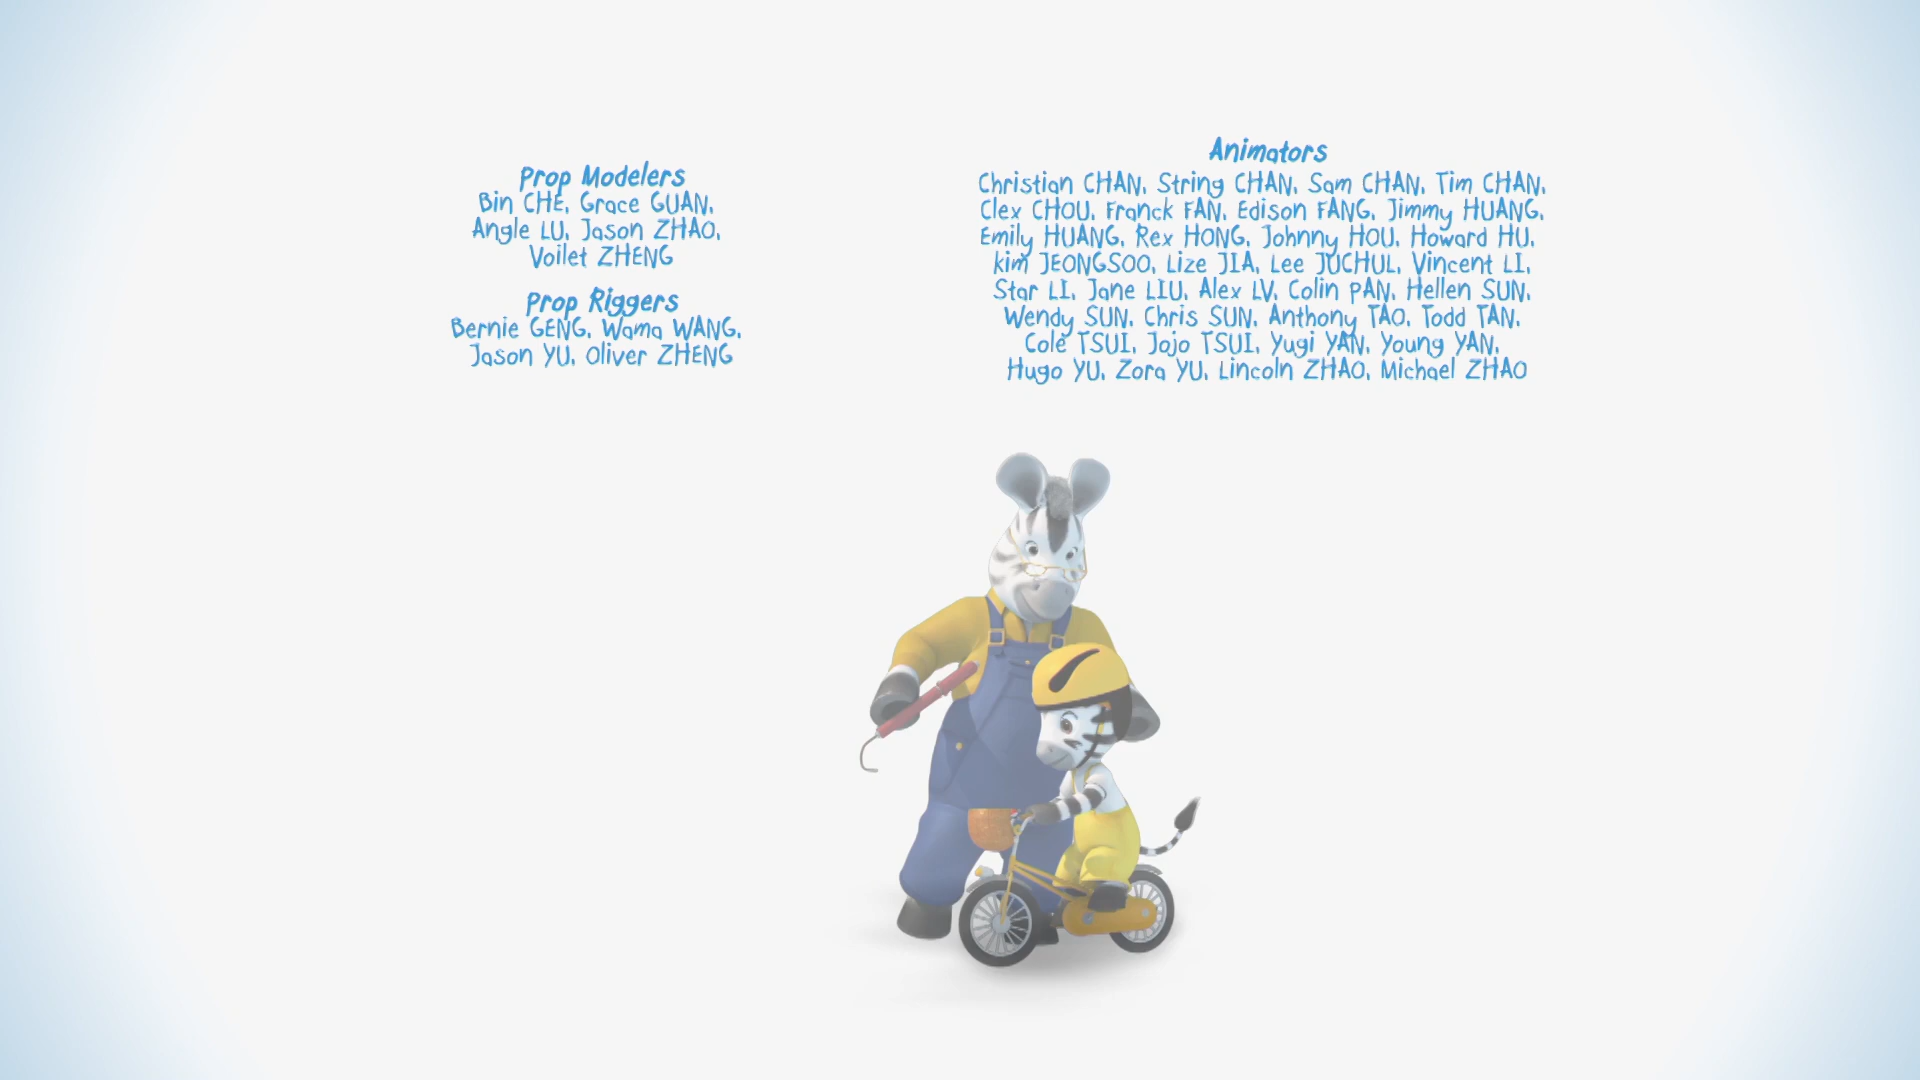 Prop Modelers
Bin CHE, Grace GUAN,
Angle LU, Jason ZHAO,
Voilet ZHENG
Prop Riggers
Bernie GENG, Wama WANG,
Jason YU, Oliver ZHENG
Animators
Christian CHAN, String CHAN, Sam CHAN, Tim CHAN,
Clex CHOU, Franck FAN, Edison FANG, Jimmy HUANG,
Emily HUANG, Rex HONG, Johnny HOU, Howard HU,
kim JEONGSOO, Lize JIA, Lee JUCHUL, Vincent LI,
Star LI, Jane LIU, Alex LV, Colin PAN, Hellen SUN,
Wendy SUN, Chris SUN, Anthony TAO, Todd TAN,
Cole TSUI, Jojo TSUI, Yugi YAN, Young YAN,
Hugo YU, Zora YU, Lincoln ZHAO, Michael ZHAO